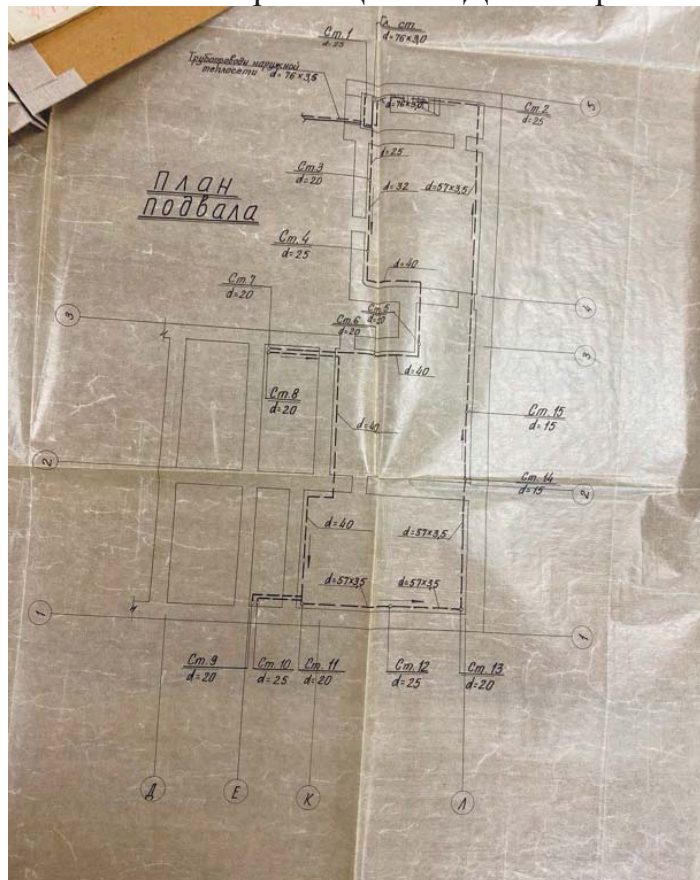 Гл. ст
d=76×3,0
Ст.1
d=25
Трубопроводы наружной
теплосети d=76×3,5
d=76×3,0
Ст.2
d=25
5
d=25
Ст.3
d=20
d=32
d=57×3,5
План
подвала
Ст.4
d=25
d=40
Ст.7
d=20
4
3
Ст.5
d=20
Ст.6
d=20
3
d=40
Ст.8
d=20
Ст.15
d=15
d=40
2
Ст.14
d=15
2
d=40
d=57×3,5
d=57×3,5
d=57×3,5
1
1
Ст.9
d=20
Ст.10
d=25
Ст.11
d=20
Ст.12
d=25
Ст.13
d=20
Д
Е
К
Л